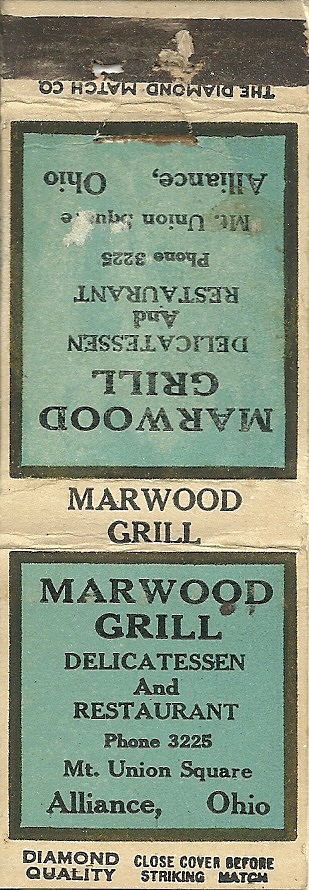 THE DIAMOND MATCH CO.
MARWOOD
GRILL
DELICATESSEN
And
RESTAURANT
Phone 3225
Mt. Union Square
Alliance, Ohio
MARWOOD
GRILL
MARWOOD
GRILL
DELICATESSEN
And
RESTAURANT
Phone 3225
Mt. Union Square
Alliance, Ohio
DIAMOND QUALITY
CLOSE COVER BEFORE STRIKING MATCH